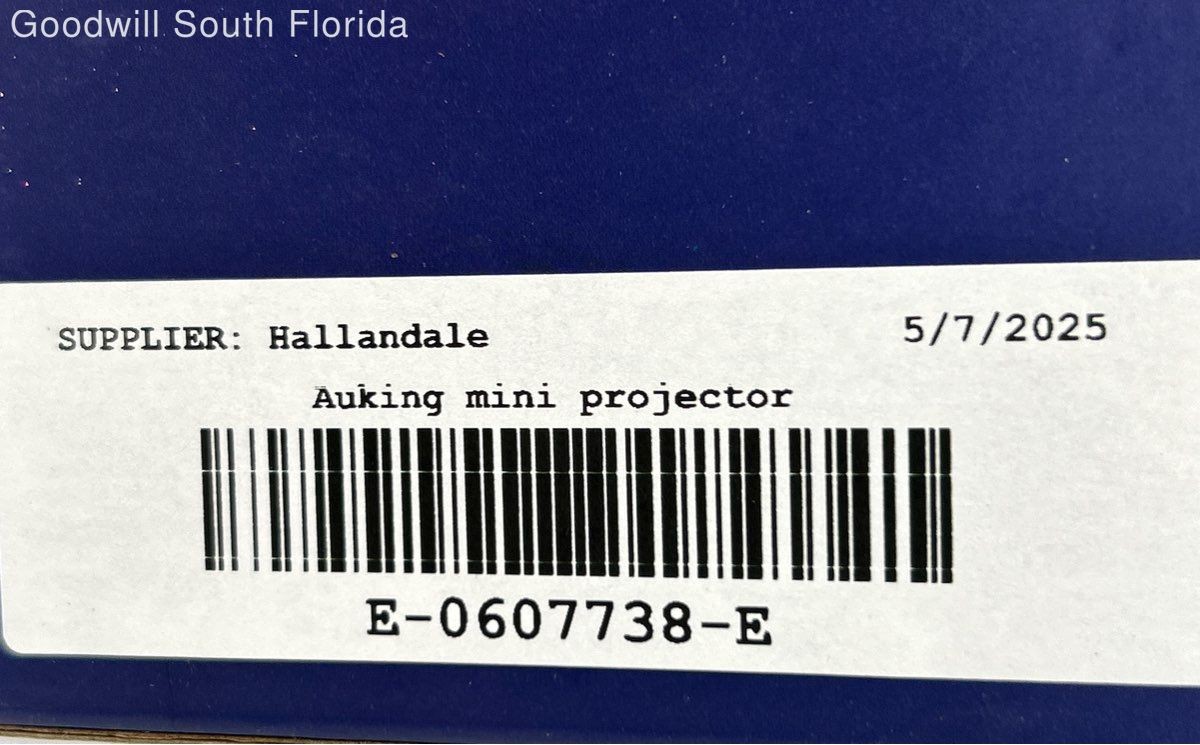 Goodwill South Florida
SUPPLIER: Hallandale
5/7/2025
Auking mini projector
E-0607738-E